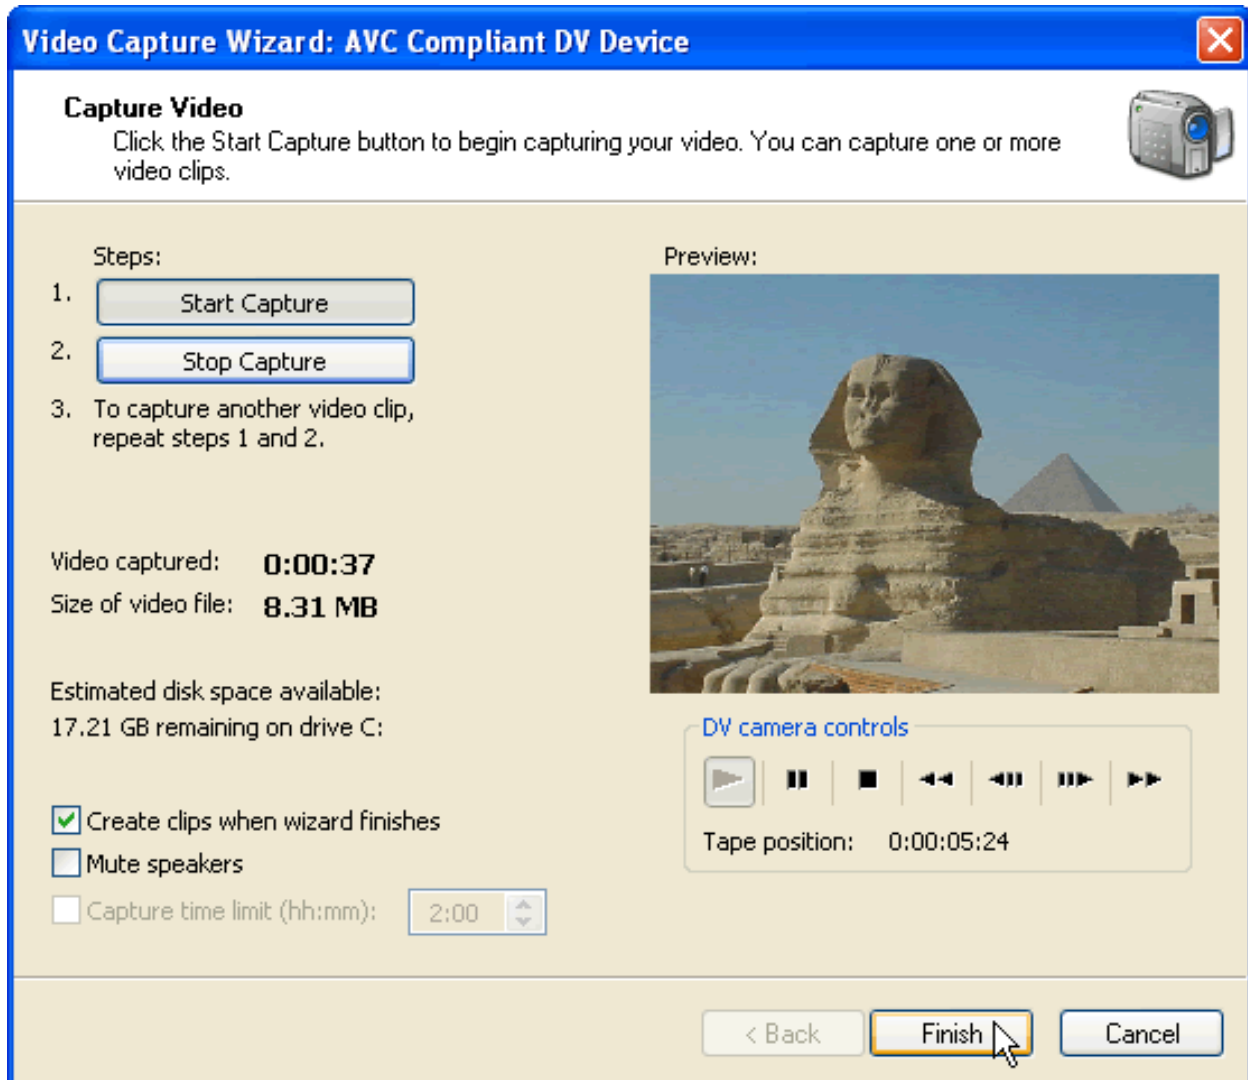 Video Capture Wizard: AVC Compliant DV Device
Capture Video
Click the Start Capture button to begin capturing your video. You can capture one or more
video clips.
Steps:
1. Start Capture
2. Stop Capture
3. To capture another video clip,
repeat steps 1 and 2.
Video captured: 0:00:37
Size of video file: 8.31 MB
Estimated disk space available:
17.21 GB remaining on drive C:
Create clips when wizard finishes
Mute speakers
Capture time limit (hh:mm): 2:00
Preview:
DV camera controls
Tape position: 0:00:05:24
< Back Finish Cancel